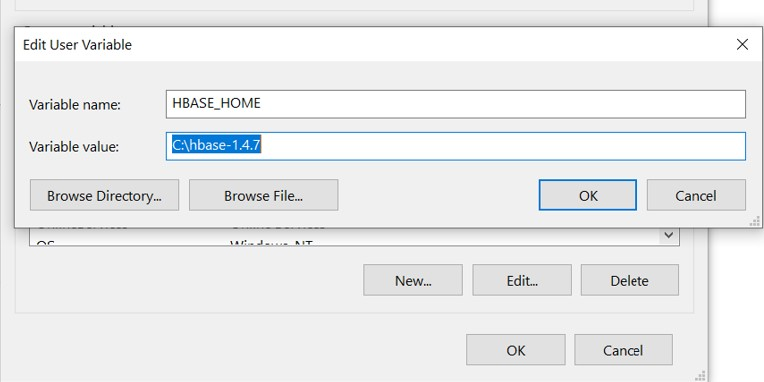 Edit User Variable
Variable name: HBASE_HOME
Variable value: C:\hbase-1.4.7
Browse Directory... Browse File... OK Cancel
OS Windows_NT
New... Edit... Delete
OK Cancel